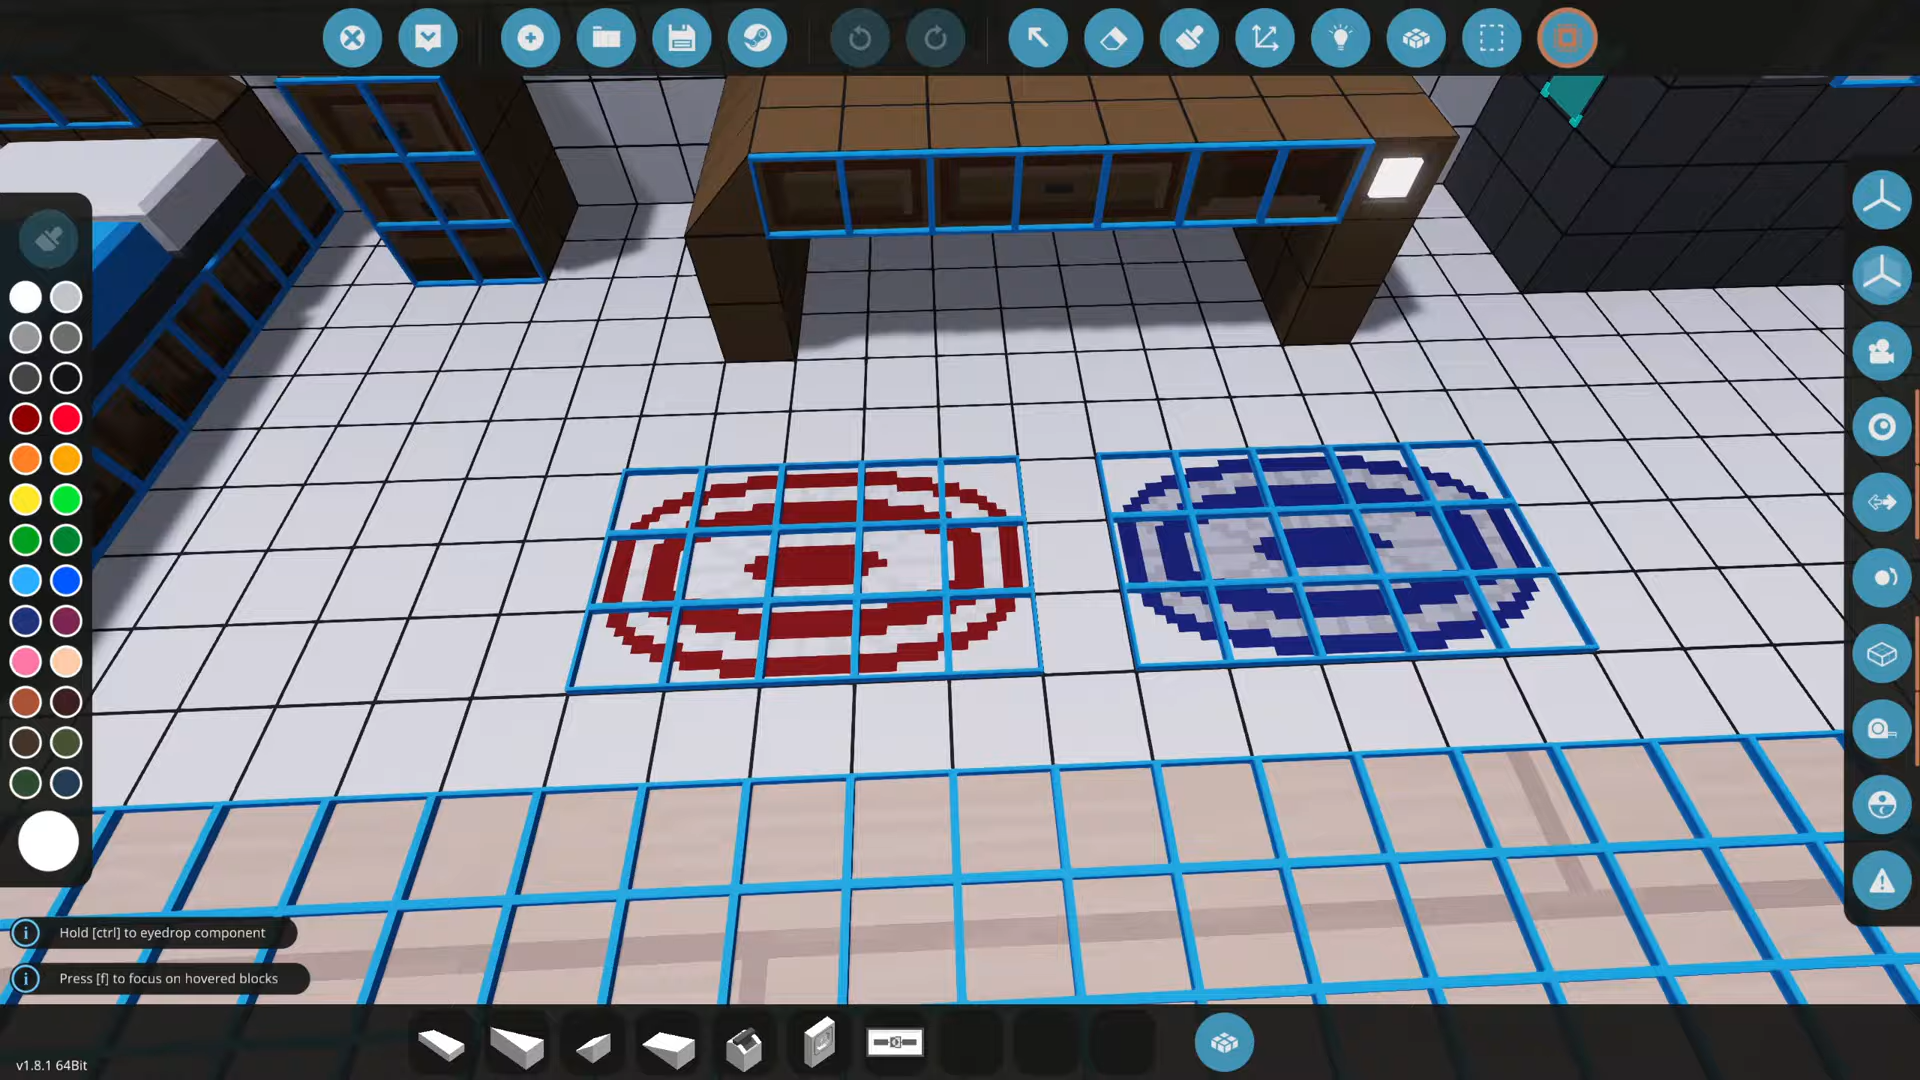 Hold [ctrl] to eyedrop component
Press [f] to focus on hovered blocks
v1.8.1 64Bit